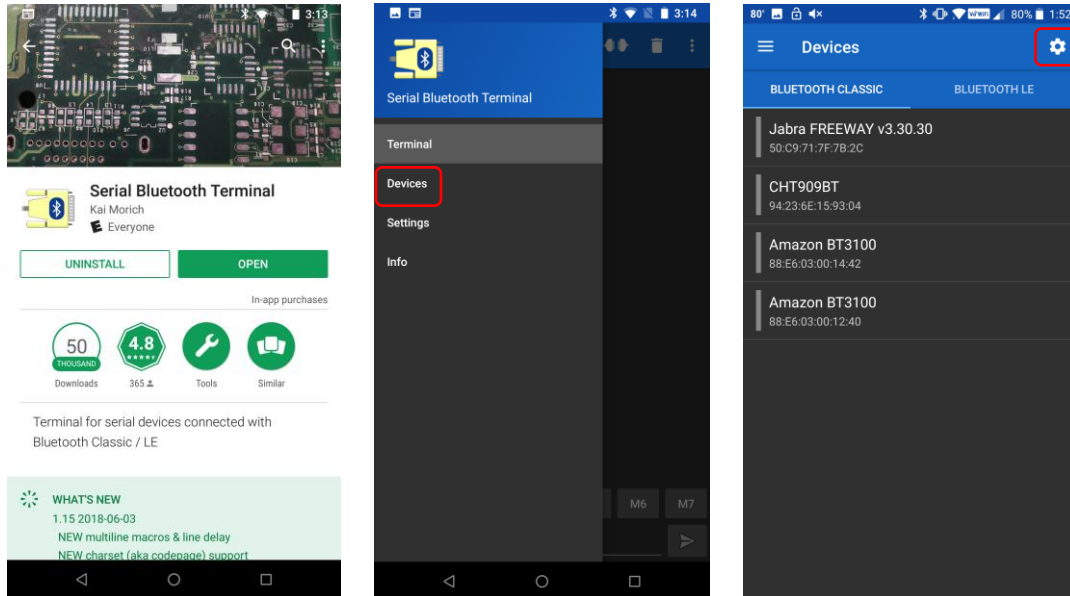 3:13
Serial Bluetooth Terminal
Kai Morich
E Everyone
UNINSTALL OPEN
In-app purchases
50
THOUSAND
4.8
Downloads 365 Tools Similar
Terminal for serial devices connected with
Bluetooth Classic / LE
WHAT'S NEW
1.15 2018-06-03
NEW multiline macros & line delay
NEW charset (aka codepage) support
3:14
Serial Bluetooth Terminal
Terminal
Devices
Settings
Info
M6 M7
80° 80% 1:52
Devices
BLUETOOTH CLASSIC BLUETOOTH LE
Jabra FREEWAY v3.30.30
50:C9:71:7F:7B:2C
CHT909BT
94:23:6E:15:93:04
Amazon BT3100
88:E6:03:00:14:42
Amazon BT3100
88:E6:03:00:12:40